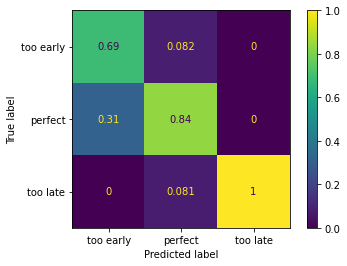 True label
too early
perfect
too late
0.69 0.082 0
0.31 0.84 0
0 0.081 1
too early perfect too late
Predicted label
1.0
0.8
0.6
0.4
0.2
0.0